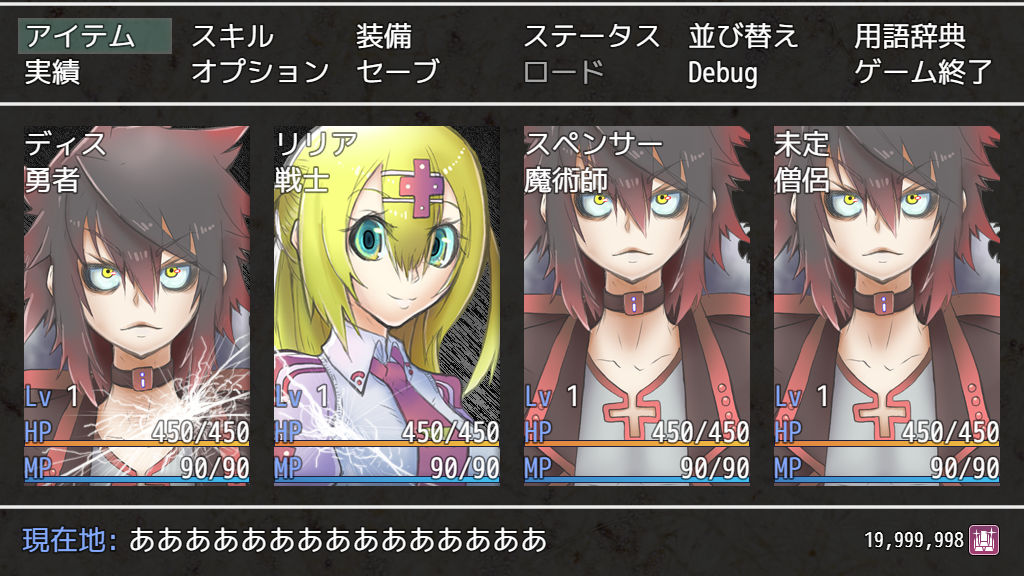 アイテム スキル 装備 ステータス 並び替え 用語辞典
実績 オプション セーブ ロード Debug ゲーム終了
ディス リリア スペンサー 未定
勇者 戦士 魔術師 僧侶
Lv 1 Lv 1 Lv 1 Lv 1
HP 450/450 HP 450/450 HP 450/450 HP 450/450
MP 90/90 MP 90/90 MP 90/90 MP 90/90
現在地: あああああああああああああああ 19,999,998